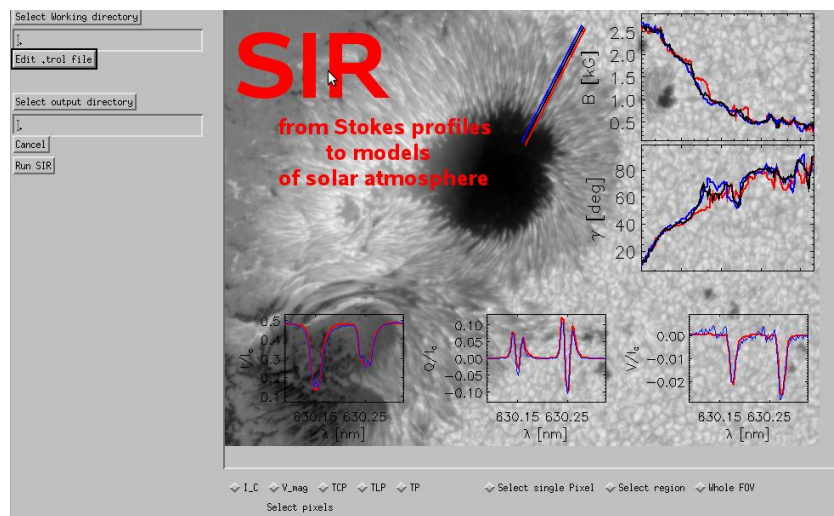 Select Working directory
./
Edit .trol file
Select output directory
./
Cancel
Run SIR
SIR
from Stokes profiles
to models
of solar atmosphere
B [kG]
2.5
2.0
1.5
1.0
0.5
γ [deg]
80
60
40
20
0.5
0.4
0.3
0.2
0.1
630.15 630.25
λ [nm]
Q/Ic
0.10
0.05
0.00
−0.05
−0.10
630.15 630.25
λ [nm]
V/Ic
0.00
−0.01
−0.02
630.15 630.25
λ [nm]
I_C V_mag TCP TLP TP Select single Pixel Select region Whole FOV
Select pixels